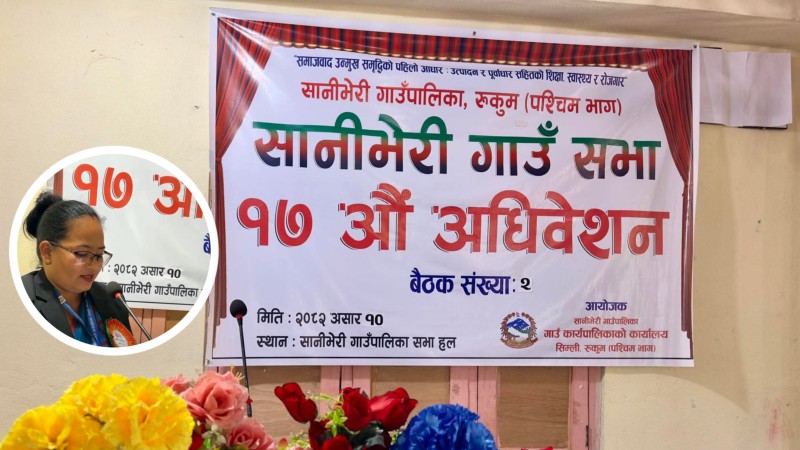 "समाजवाद उन्मुख समृद्धिको पहिलो आधार : उत्पादन र पूर्वाधार सहितको शिक्षा, स्वास्थ्य र रोजगार"
सानीभेरी गाउँपालिका, रुकुम (पश्चिम भाग)
सानीभेरी गाउँ सभा
१७ औं अधिवेशन
बैठक संख्या: २
मिति : २०८२ असार १०
स्थान : सानीभेरी गाउँपालिका सभा हल
आयोजक
सानीभेरी गाउँपालिका
गाउँ कार्यपालिकाको कार्यालय
सिम्ली, रुकुम (पश्चिम भाग)
१७ औ
बै
: २०८२ असार १०
सानीभेरी गाउँपालिका